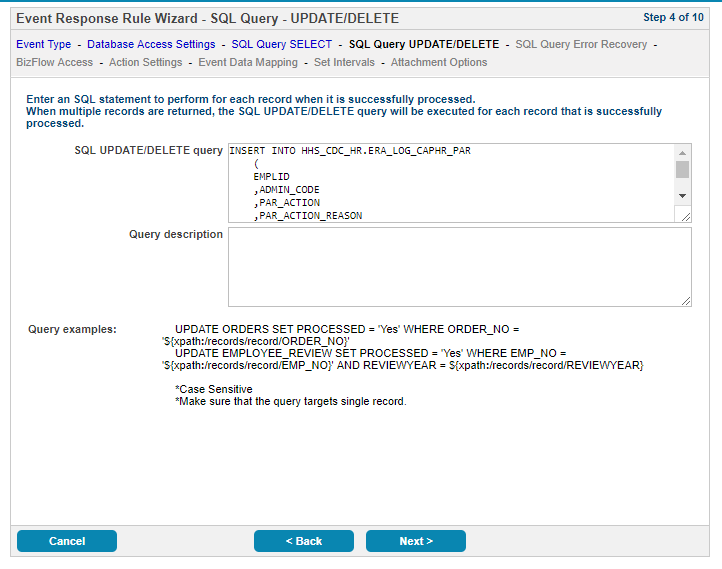 Event Response Rule Wizard - SQL Query - UPDATE/DELETE Step 4 of 10
Event Type - Database Access Settings - SQL Query SELECT - SQL Query UPDATE/DELETE - SQL Query Error Recovery -
BizFlow Access - Action Settings - Event Data Mapping - Set Intervals - Attachment Options
Enter an SQL statement to perform for each record when it is successfully processed.
When multiple records are returned, the SQL UPDATE/DELETE query will be executed for each record that is successfully
processed.
SQL UPDATE/DELETE query INSERT INTO HHS_CDC_HR.ERA_LOG_CAPHR_PAR
(
EMPLID
,ADMIN_CODE
,PAR_ACTION
,PAR_ACTION_REASON
Query description
Query examples: UPDATE ORDERS SET PROCESSED = 'Yes' WHERE ORDER_NO =
'${xpath:/records/record/ORDER_NO}'
UPDATE EMPLOYEE_REVIEW SET PROCESSED = 'Yes' WHERE EMP_NO =
'${xpath:/records/record/EMP_NO}' AND REVIEWYEAR = ${xpath:/records/record/REVIEWYEAR}
*Case Sensitive
*Make sure that the query targets single record.
Cancel < Back Next >